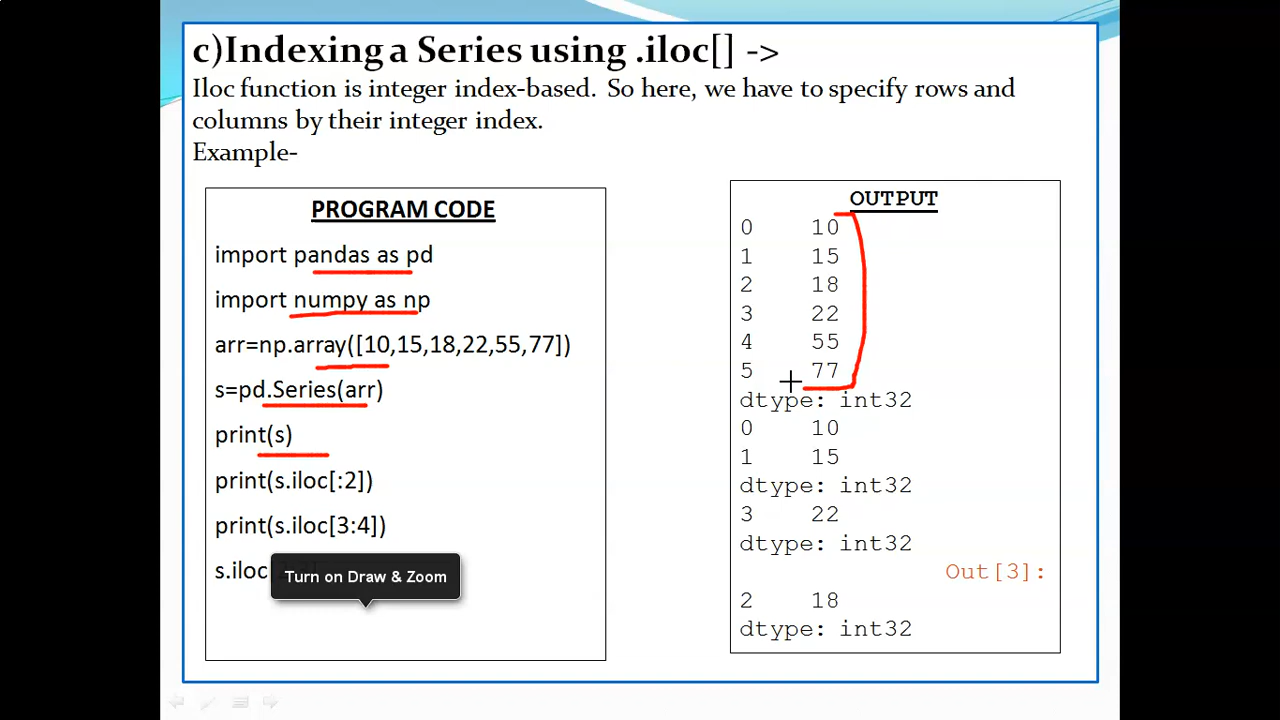 c)Indexing a Series using .iloc[] ->
Iloc function is integer index-based. So here, we have to specify rows and
columns by their integer index.
Example-
PROGRAM CODE
import pandas as pd
import numpy as np
arr=np.array([10,15,18,22,55,77])
s=pd.Series(arr)
print(s)
print(s.iloc[:2])
print(s.iloc[3:4])
s.iloc
Turn on Draw & Zoom
OUTPUT
0 10
1 15
2 18
3 22
4 55
5 77
dtype: int32
0 10
1 15
dtype: int32
3 22
dtype: int32
Out[3]:
2 18
dtype: int32